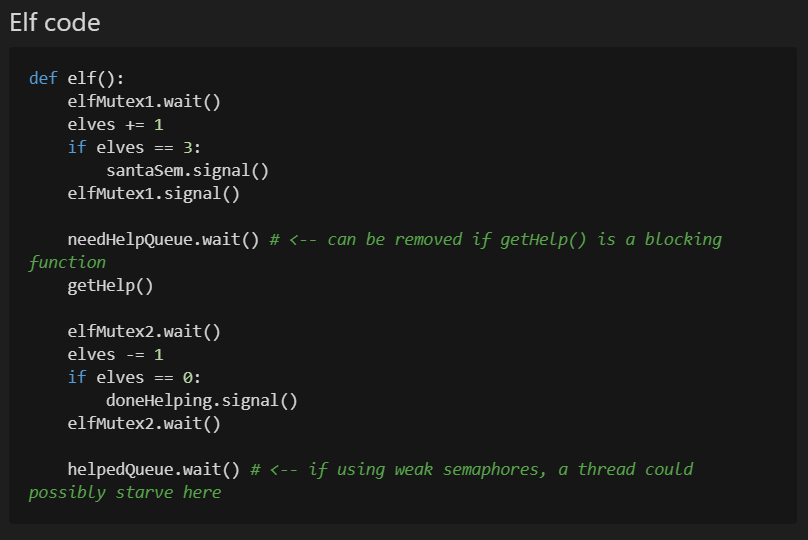 Elf code
def elf():
    elfMutex1.wait()
    elves += 1
    if elves == 3:
        santaSem.signal()
    elfMutex1.signal()

    needHelpQueue.wait() # <-- can be removed if getHelp() is a blocking
function
    getHelp()

    elfMutex2.wait()
    elves -= 1
    if elves == 0:
        doneHelping.signal()
    elfMutex2.wait()

    helpedQueue.wait() # <-- if using weak semaphores, a thread could
possibly starve here